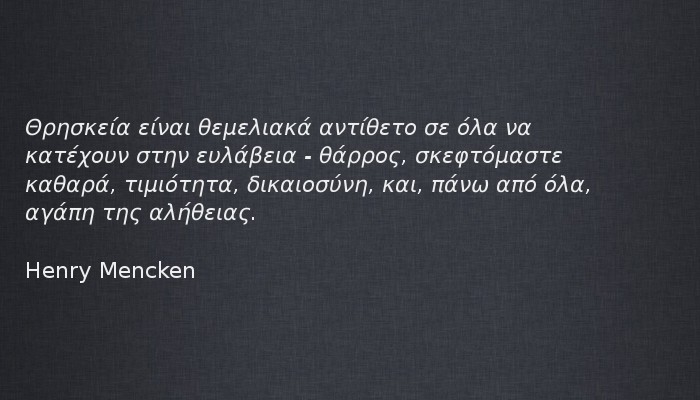 Θρησκεία είναι θεμελιακά αντίθετο σε όλα να
κατέχουν στην ευλάβεια - θάρρος, σκεφτόμαστε
καθαρά, τιμιότητα, δικαιοσύνη, και, πάνω από όλα,
αγάπη της αλήθειας.
Henry Mencken